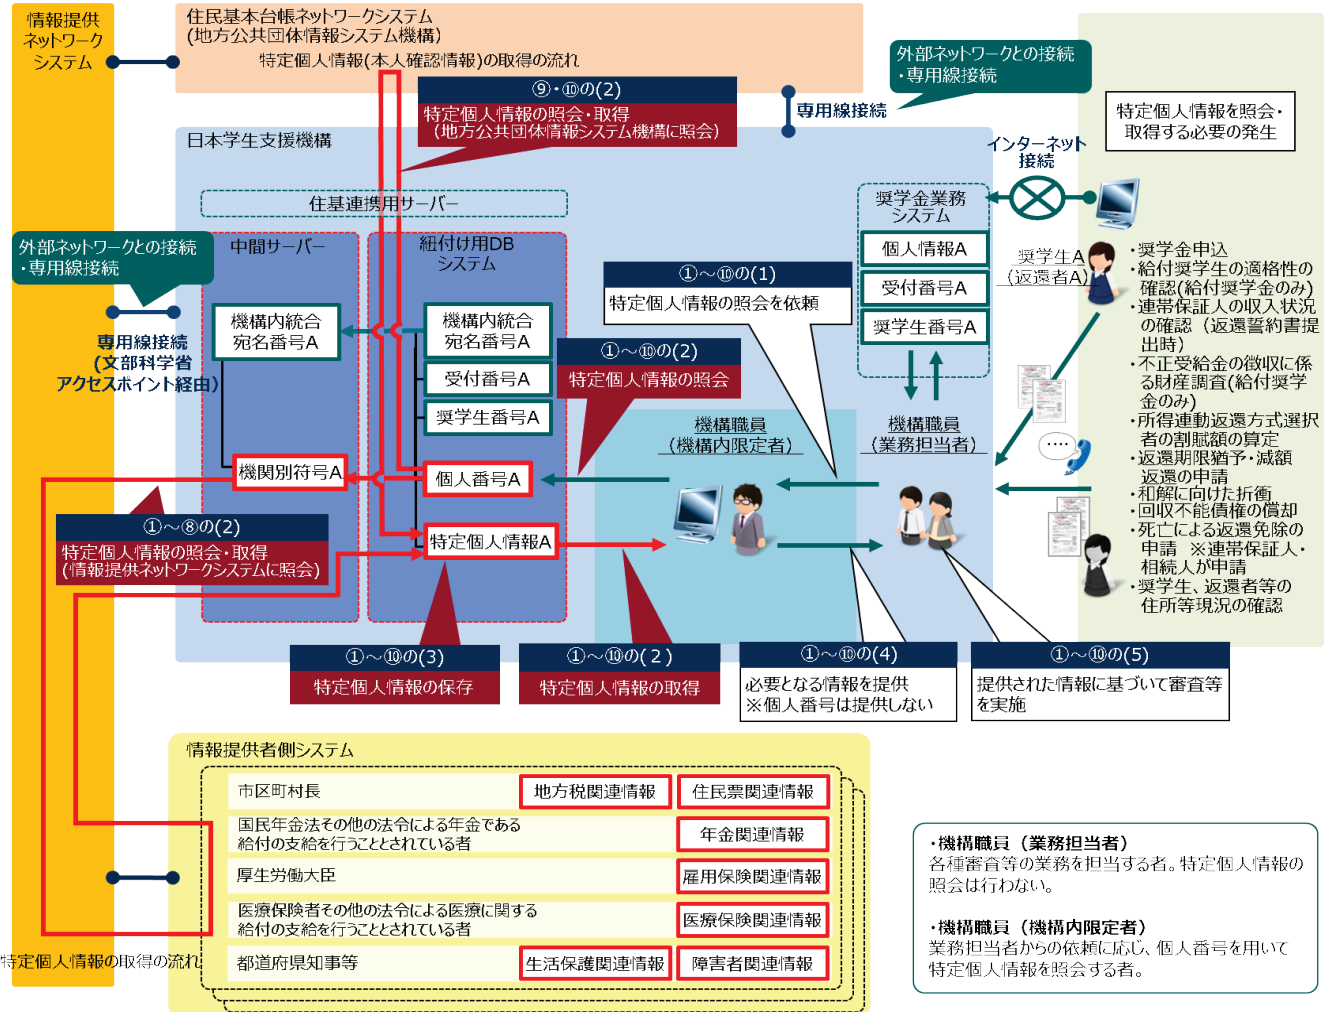 情報提供
ネットワーク
システム
住民基本台帳ネットワークシステム
(地方公共団体情報システム機構)
特定個人情報(本人確認情報)の取得の流れ
⑨・⑩の(2)
特定個人情報の照会・取得
(地方公共団体情報システム機構に照会)
専用線接続
外部ネットワークとの接続
・専用線接続
特定個人情報を照会・
取得する必要の発生
日本学生支援機構
インターネット
接続
住基連携用サーバー
奨学金業務
システム
個人情報A
受付番号A
奨学生番号A
外部ネットワークとの接続
・専用線接続
専用線接続
(文部科学省
アクセスポイント経由)
中間サーバー
機構内統合
宛名番号A
機関別符号A
紐付け用DB
システム
機構内統合
宛名番号A
受付番号A
奨学生番号A
個人番号A
特定個人情報A
①～⑩の(1)
特定個人情報の照会を依頼
①～⑩の(2)
特定個人情報の照会
機構職員
(機構内限定者)
機構職員
(業務担当者)
奨学生A
(返還者A)
・奨学金申込
・給付奨学生の適格性の
確認(給付奨学金のみ)
・連帯保証人の収入状況
の確認（返還誓約書提
出時）
・不正受給金の徴収に係
る財産調査(給付奨学
金のみ)
・所得連動返還方式選択
者の割賦額の算定
・返還期限猶予・減額
返還の申請
・和解に向けた折衝
・回収不能債権の償却
・死亡による返還免除の
申請　※連帯保証人・
相続人が申請
・奨学生、返還者等の
住所等現況の確認
①～⑧の(2)
特定個人情報の照会・取得
(情報提供ネットワークシステムに照会)
①～⑩の(3)
特定個人情報の保存
①～⑩の(2)
特定個人情報の取得
①～⑩の(4)
必要となる情報を提供
※個人番号は提供しない
①～⑩の(5)
提供された情報に基づいて審査等
を実施
情報提供者側システム
市区町村長
地方税関連情報
住民票関連情報
国民年金法その他の法令による年金である
給付の支給を行うこととされている者
年金関連情報
厚生労働大臣
雇用保険関連情報
医療保険者その他の法令による医療に関する
給付の支給を行うこととされている者
医療保険関連情報
都道府県知事等
生活保護関連情報
障害者関連情報
特定個人情報の取得の流れ
・機構職員（業務担当者）
各種審査等の業務を担当する者。特定個人情報の
照会は行わない。
・機構職員（機構内限定者）
業務担当者からの依頼に応じ、個人番号を用いて
特定個人情報を照会する者。